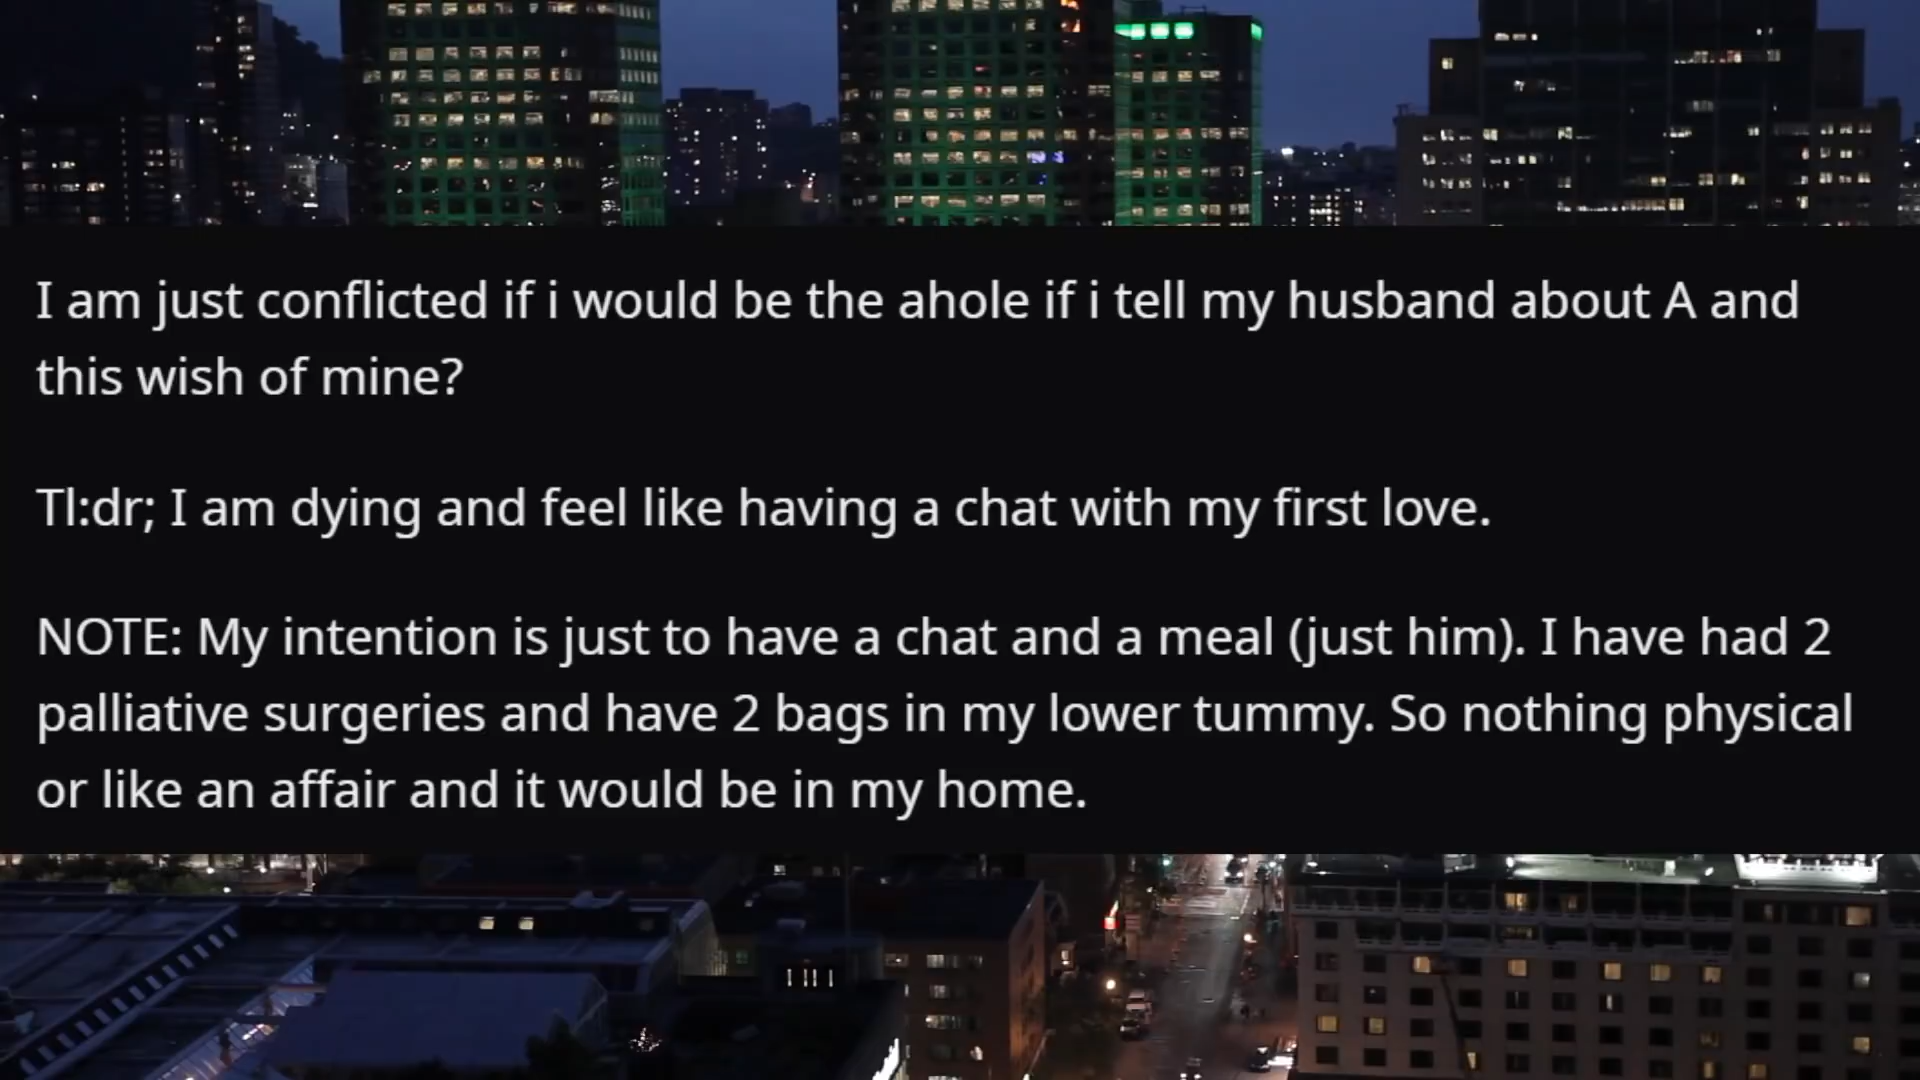 I am just conflicted if i would be the ahole if i tell my husband about A and
this wish of mine?
Tl:dr; I am dying and feel like having a chat with my first love.
NOTE: My intention is just to have a chat and a meal (just him). I have had 2
palliative surgeries and have 2 bags in my lower tummy. So nothing physical
or like an affair and it would be in my home.